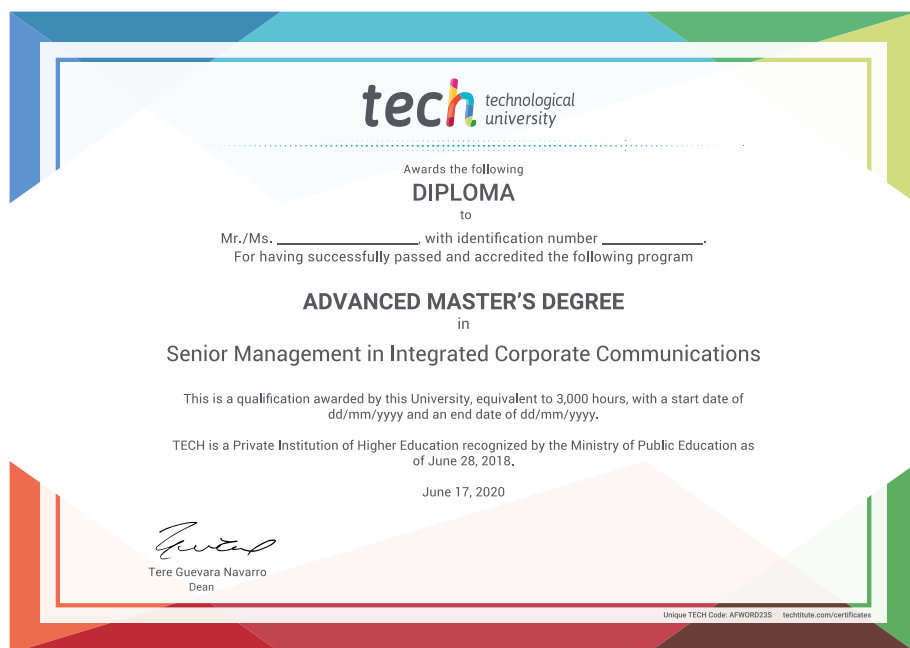 tech technological
university
Awards the following
DIPLOMA
to
Mr./Ms. ______________, with identification number __________.
For having successfully passed and accredited the following program
ADVANCED MASTER'S DEGREE
in
Senior Management in Integrated Corporate Communications
This is a qualification awarded by this University, equivalent to 3,000 hours, with a start date of
dd/mm/yyyy and an end date of dd/mm/yyyy.
TECH is a Private Institution of Higher Education recognized by the Ministry of Public Education as
of June 28, 2018.
June 17, 2020
Tere Guevara Navarro
Dean
Unique TECH Code: AFWORD23S techtitute.com/certificates